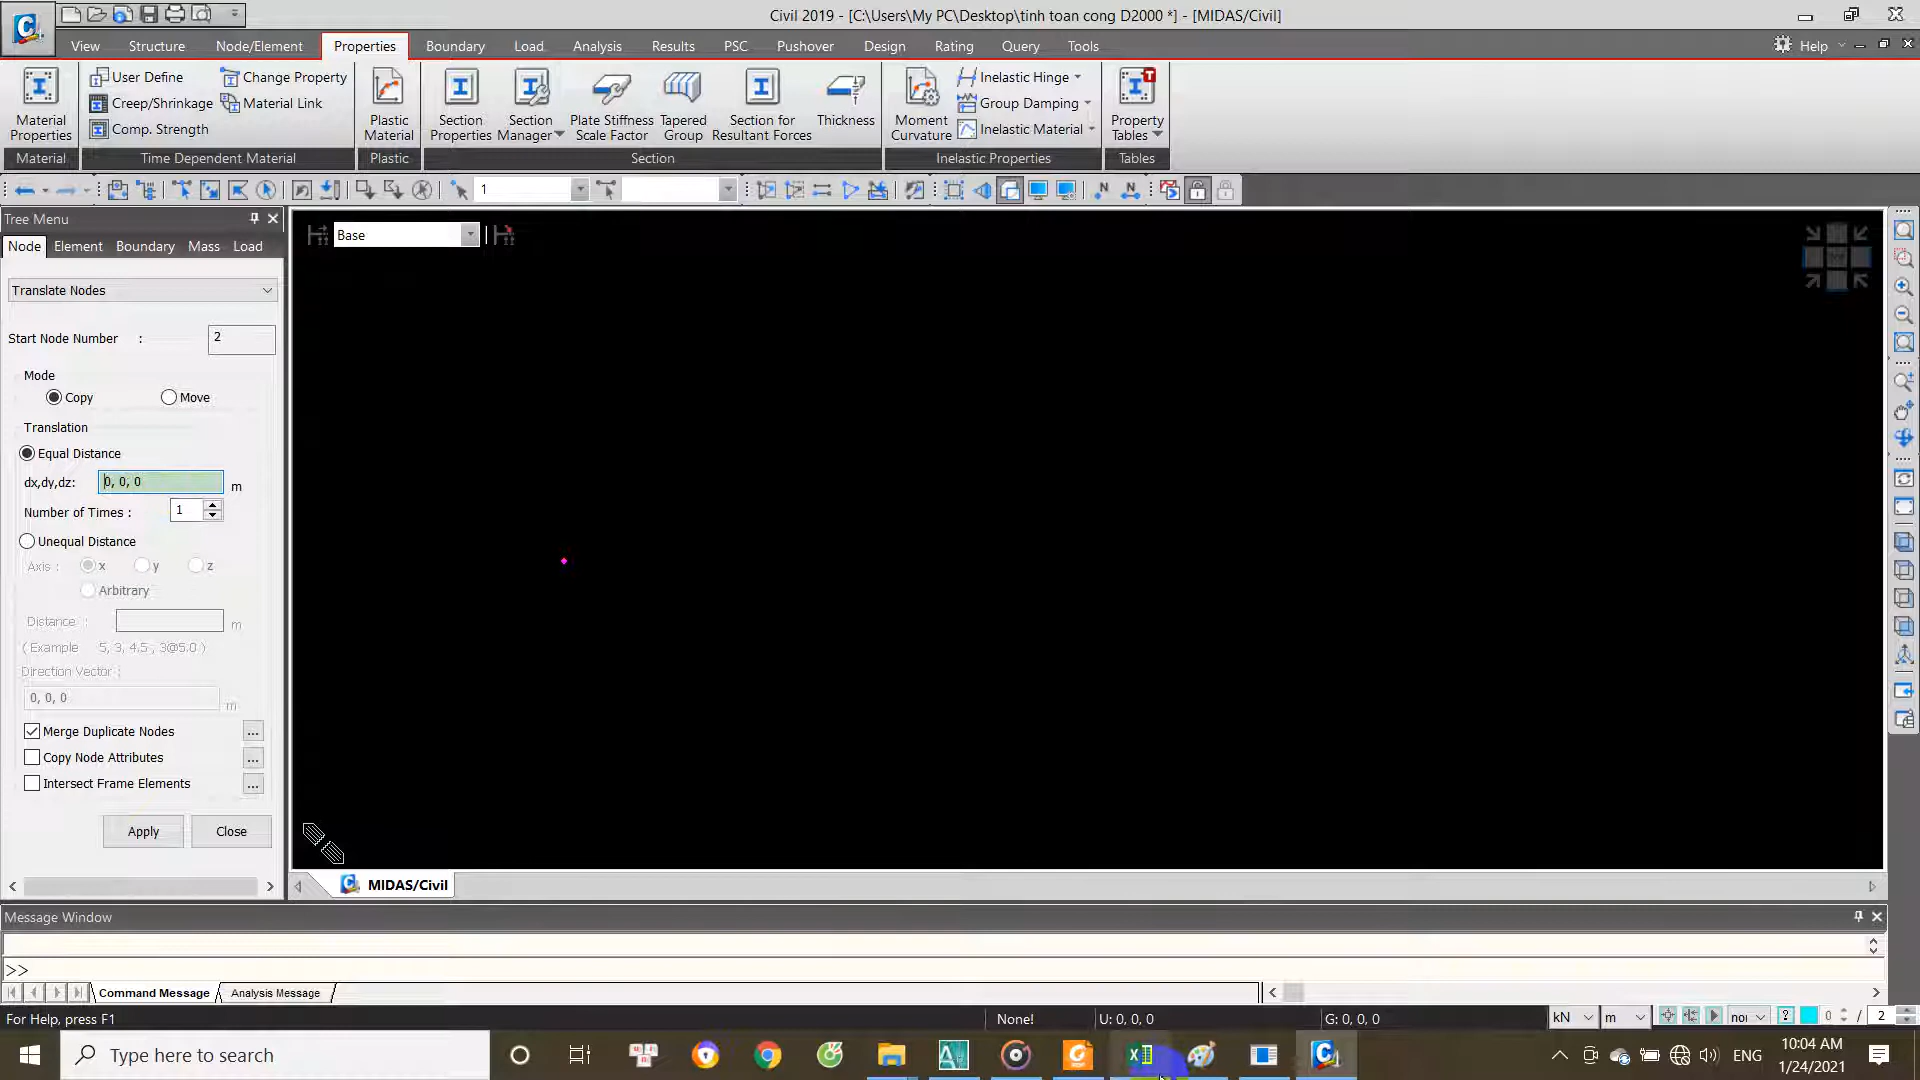 Civil 2019 - [C:\Users\My PC\Desktop\tinh toan cong D2000 *] - [MIDAS/Civil]
View Structure Node/Element Properties Boundary Load Analysis Results PSC Pushover Design Rating Query Tools Help
Material Properties
User Define
Creep/Shrinkage
Comp. Strength
Change Property
Material Link
Plastic Material
Section Properties
Section Manager
Plate Stiffness Scale Factor
Tapered Group
Section for Resultant Forces
Thickness
Moment Curvature
Inelastic Hinge
Group Damping
Inelastic Material
Property Tables
Material Time Dependent Material Plastic Section Inelastic Properties Tables
1
Tree Menu
Node Element Boundary Mass Load
Base
Translate Nodes
Start Node Number : 2
Mode
Copy Move
Translation
Equal Distance
dx,dy,dz: 0, 0, 0 m
Number of Times : 1
Unequal Distance
Axis : x y z
Arbitrary
Distance : m
( Example 5, 3, 4.5 , 3@5.0 )
Direction Vector :
0, 0, 0 m
Merge Duplicate Nodes ...
Copy Node Attributes ...
Intersect Frame Elements ...
Apply Close
MIDAS/Civil
Message Window
>>
Command Message Analysis Message
For Help, press F1 None! U: 0, 0, 0 G: 0, 0, 0 kN m 0 / 2
Type here to search
ENG
10:04 AM
1/24/2021